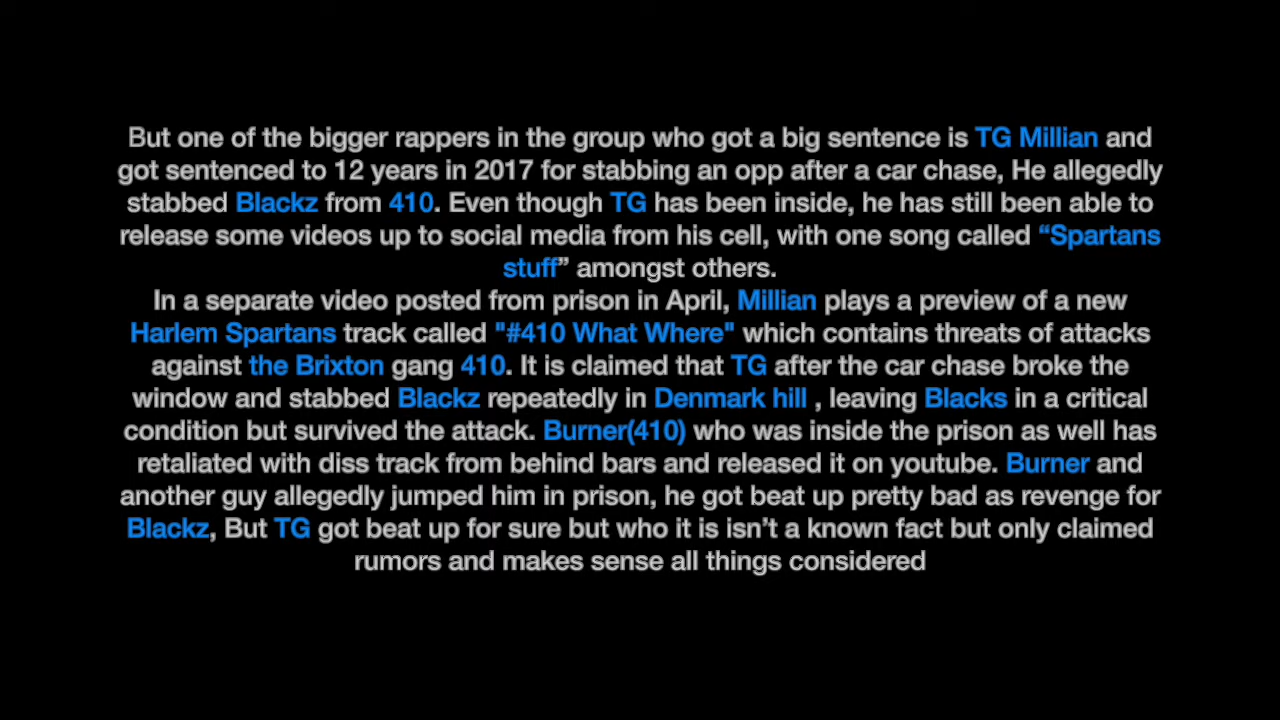 But one of the bigger rappers in the group who got a big sentence is TG Millian and
got sentenced to 12 years in 2017 for stabbing an opp after a car chase, He allegedly
stabbed Blackz from 410. Even though TG has been inside, he has still been able to
release some videos up to social media from his cell, with one song called “Spartans
stuff” amongst others.
In a separate video posted from prison in April, Millian plays a preview of a new
Harlem Spartans track called "#410 What Where" which contains threats of attacks
against the Brixton gang 410. It is claimed that TG after the car chase broke the
window and stabbed Blackz repeatedly in Denmark hill , leaving Blacks in a critical
condition but survived the attack. Burner(410) who was inside the prison as well has
retaliated with diss track from behind bars and released it on youtube. Burner and
another guy allegedly jumped him in prison, he got beat up pretty bad as revenge for
Blackz, But TG got beat up for sure but who it is isn’t a known fact but only claimed
rumors and makes sense all things considered